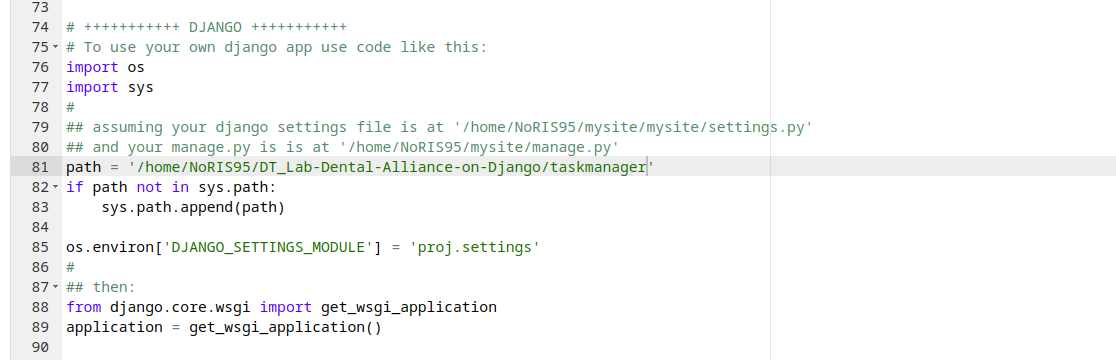 73
74 # +++++++++++ DJANGO +++++++++++
75 # To use your own django app use code like this:
76 import os
77 import sys
78 #
79 ## assuming your django settings file is at '/home/NoRIS95/mysite/mysite/settings.py'
80 ## and your manage.py is is at '/home/NoRIS95/mysite/manage.py'
81 path = '/home/NoRIS95/DT_Lab-Dental-Alliance-on-Django/taskmanager'
82 if path not in sys.path:
83     sys.path.append(path)
84
85 os.environ['DJANGO_SETTINGS_MODULE'] = 'proj.settings'
86 #
87 ## then:
88 from django.core.wsgi import get_wsgi_application
89 application = get_wsgi_application()
90